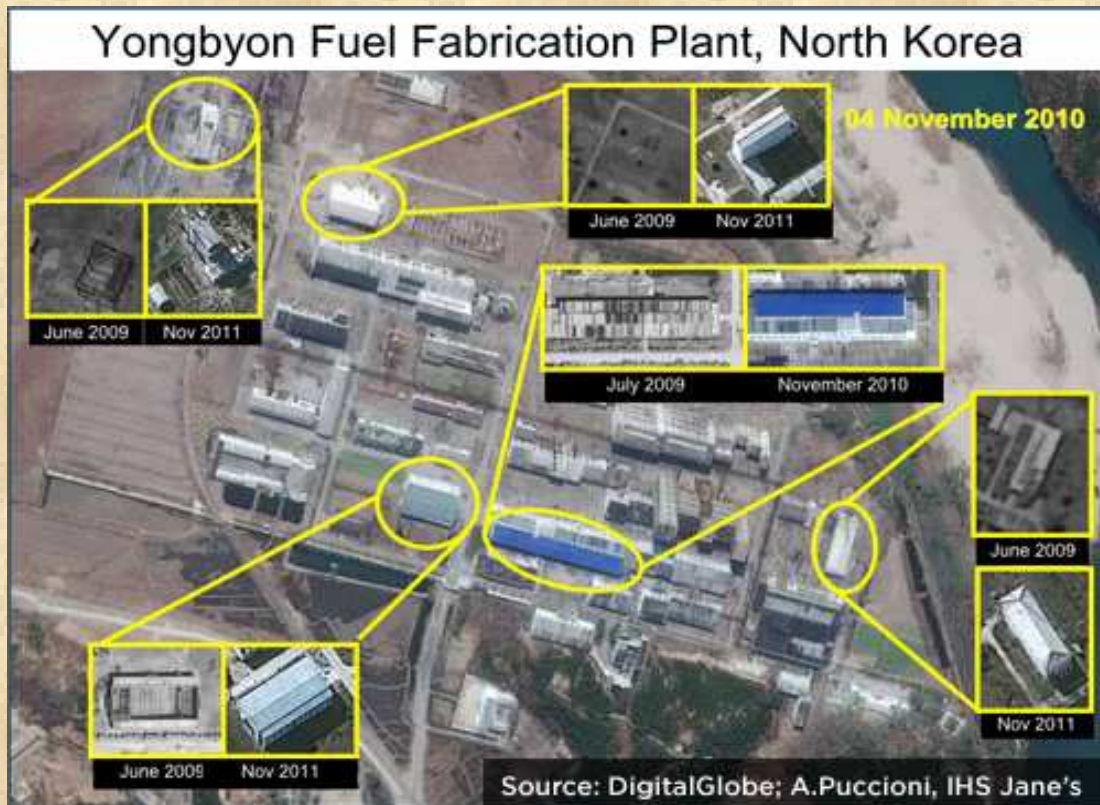 Yongbyon Fuel Fabrication Plant, North Korea
04 November 2010
June 2009 Nov 2011
June 2009 Nov 2011
July 2009 November 2010
June 2009
Nov 2011
June 2009 Nov 2011
Source: DigitalGlobe; A.Puccioni, IHS Jane's